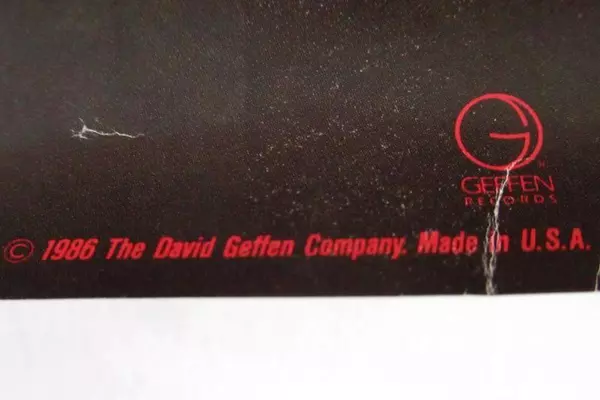 GEFFEN
RECORDS
© 1986 The David Geffen Company. Made in U.S.A.